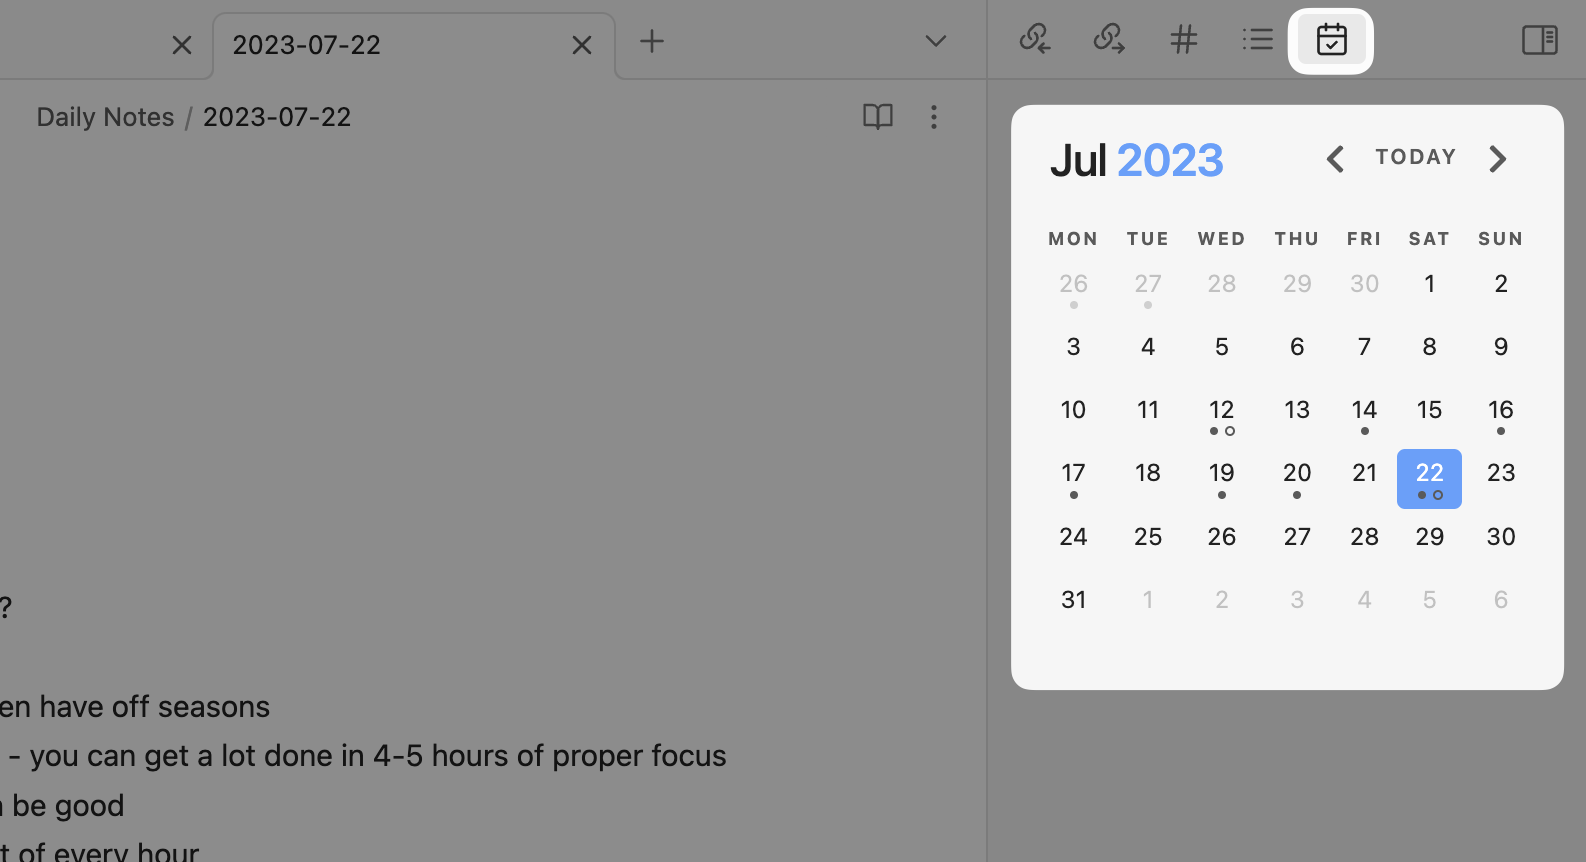 2023-07-22
Daily Notes / 2023-07-22
?
en have off seasons
- you can get a lot done in 4-5 hours of proper focus
be good
t of every hour
Jul 2023
TODAY
MON TUE WED THU FRI SAT SUN
26 27 28 29 30 1 2
3 4 5 6 7 8 9
10 11 12 13 14 15 16
17 18 19 20 21 22 23
24 25 26 27 28 29 30
31 1 2 3 4 5 6